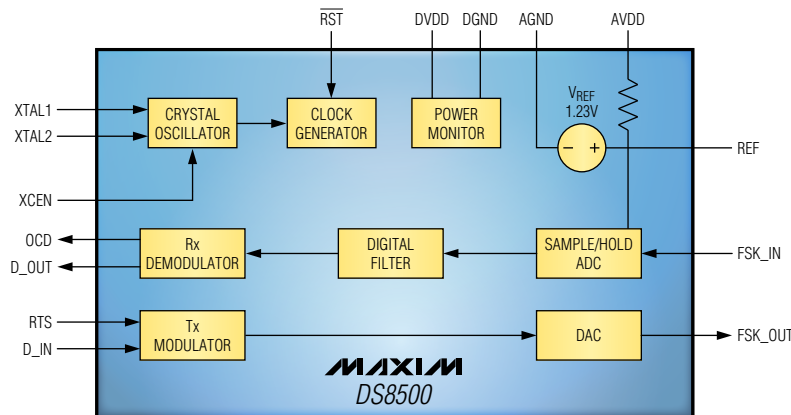 RST
DVDD
DGND
AGND
AVDD
XTAL1
XTAL2
CRYSTAL
OSCILLATOR
CLOCK
GENERATOR
POWER
MONITOR
VREF
1.23V
− +
REF
XCEN
OCD
D_OUT
Rx
DEMODULATOR
DIGITAL
FILTER
SAMPLE/HOLD
ADC
FSK_IN
RTS
D_IN
Tx
MODULATOR
DAC
FSK_OUT
MAXIM
DS8500